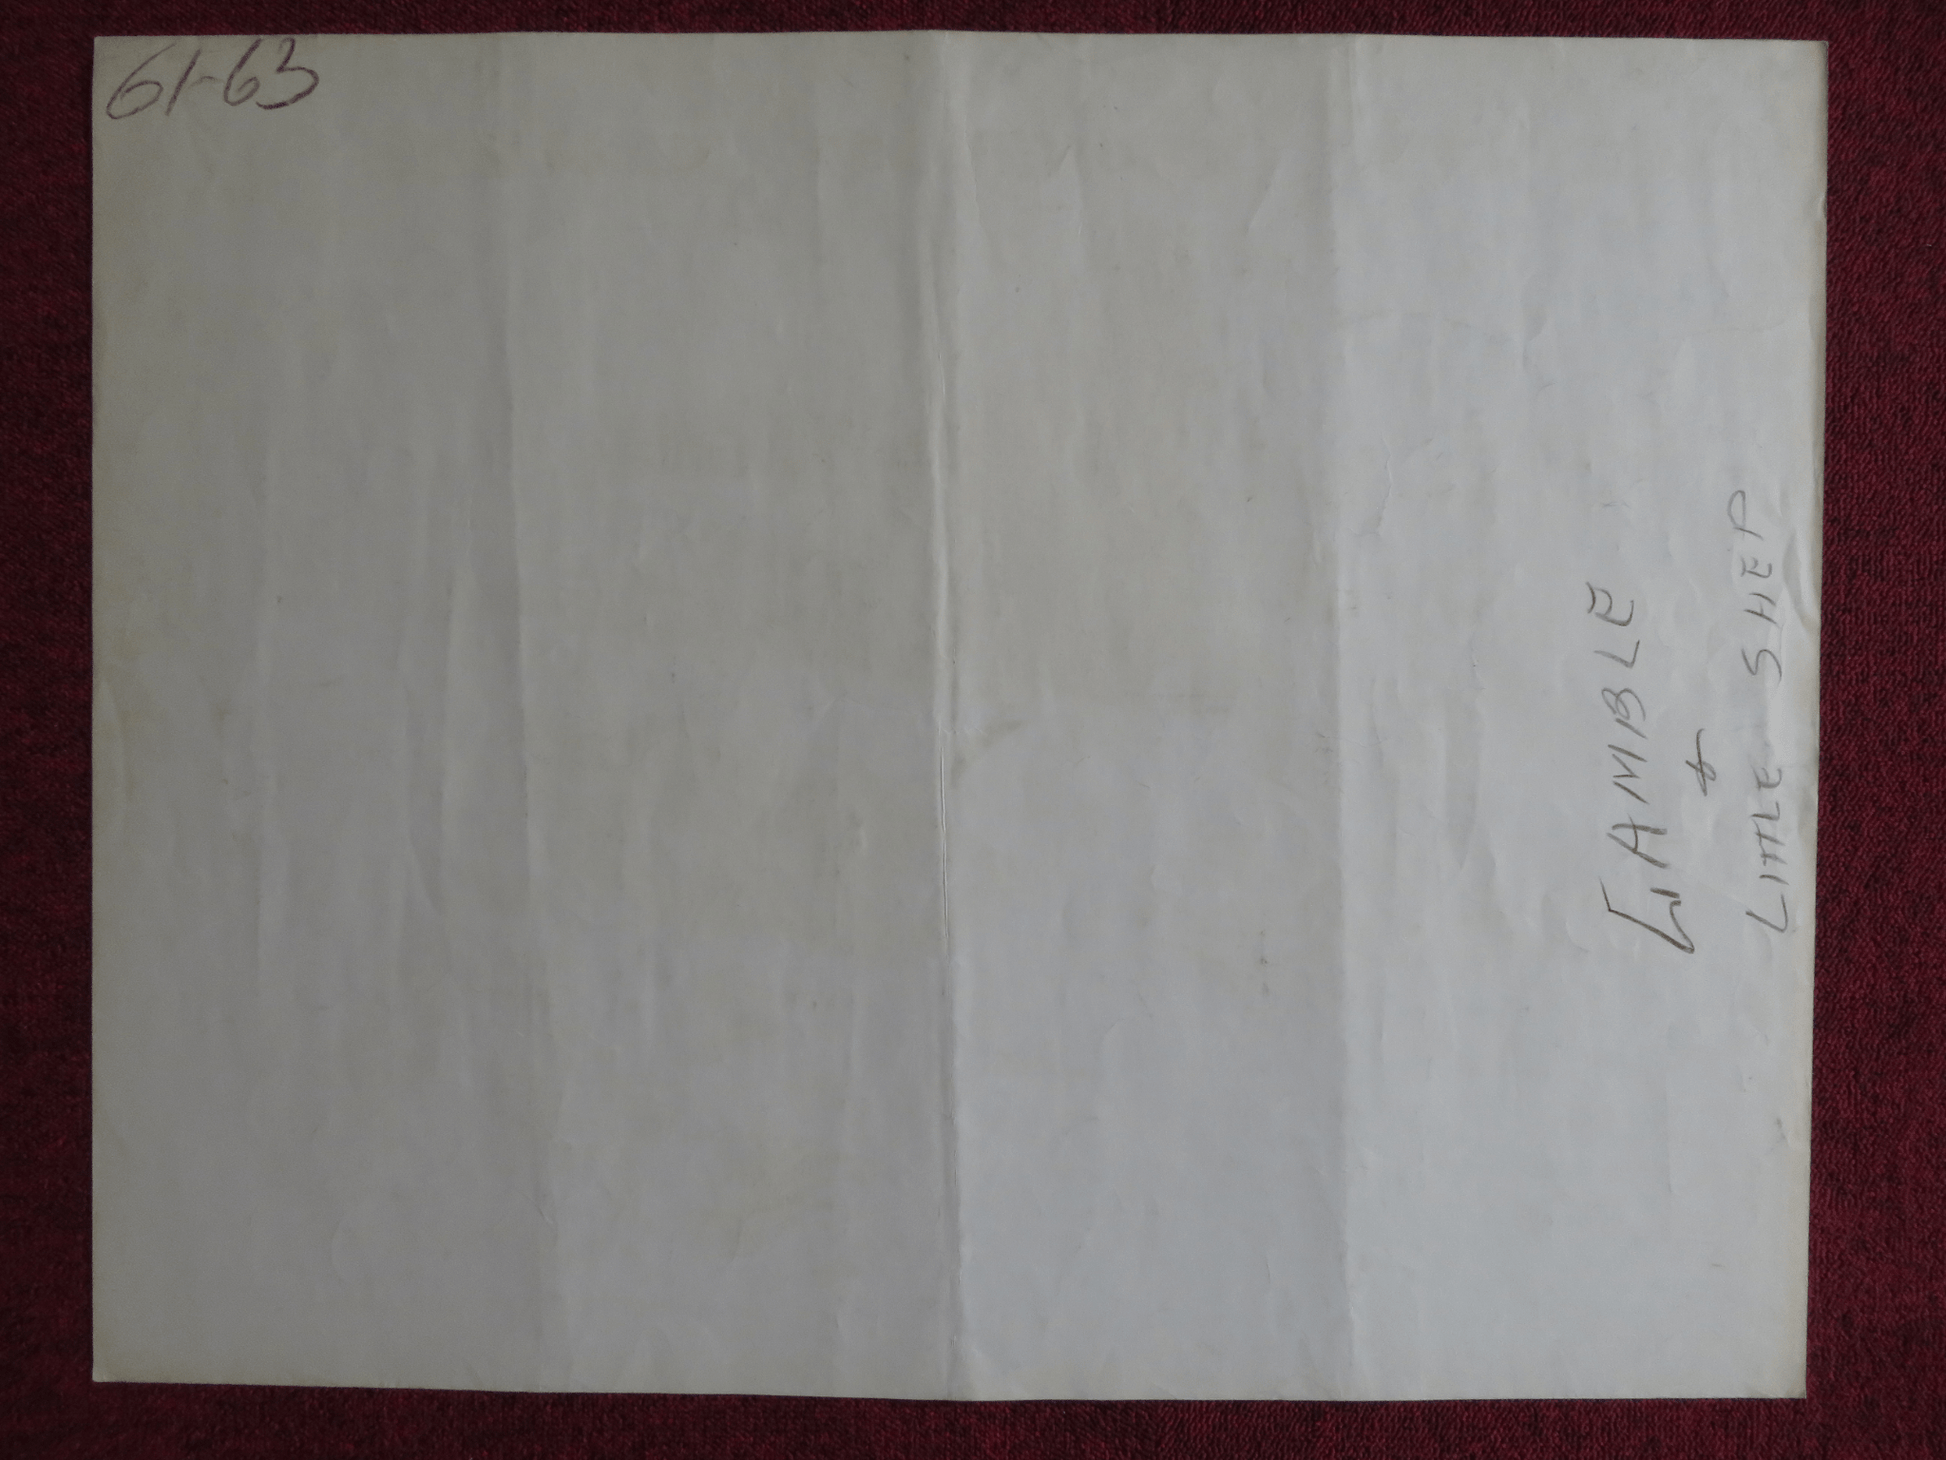 61-63
GAMBLE
&
LITTLE SHEP